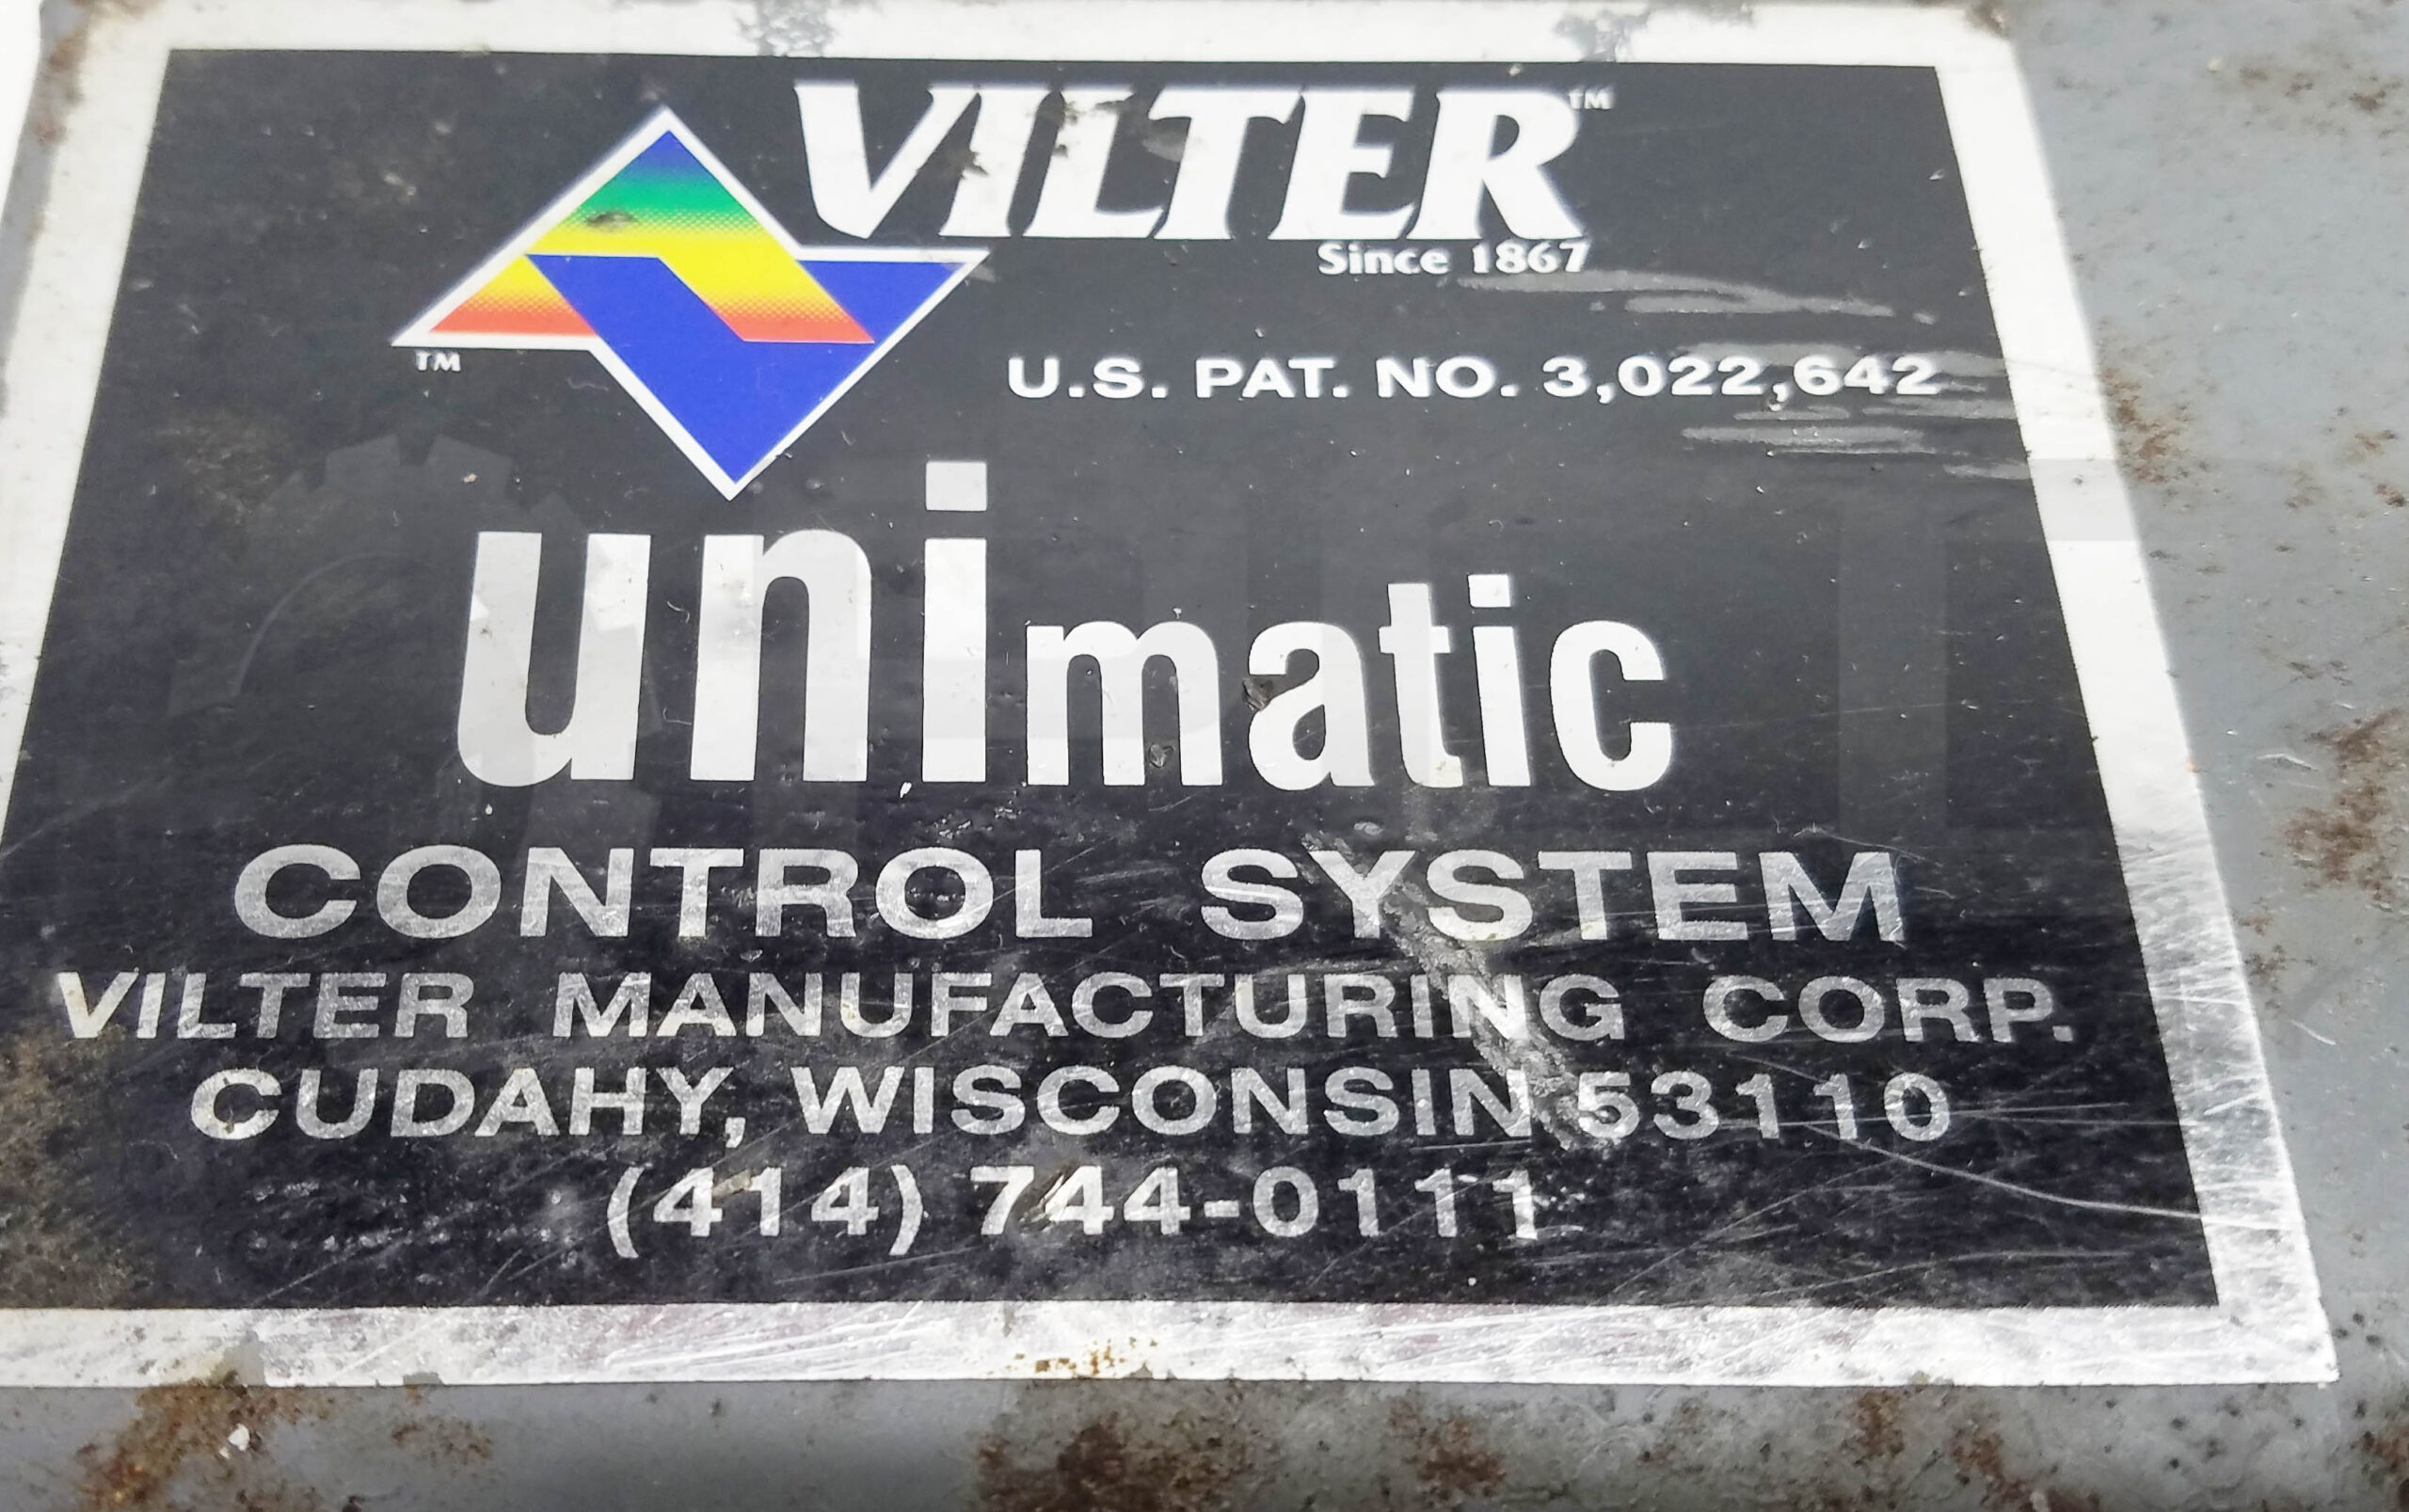 VILTER™
Since 1867
™
U.S. PAT. NO. 3,022,642
unimatic
CONTROL SYSTEM
VILTER MANUFACTURING CORP.
CUDAHY, WISCONSIN 53110
(414) 744-0111